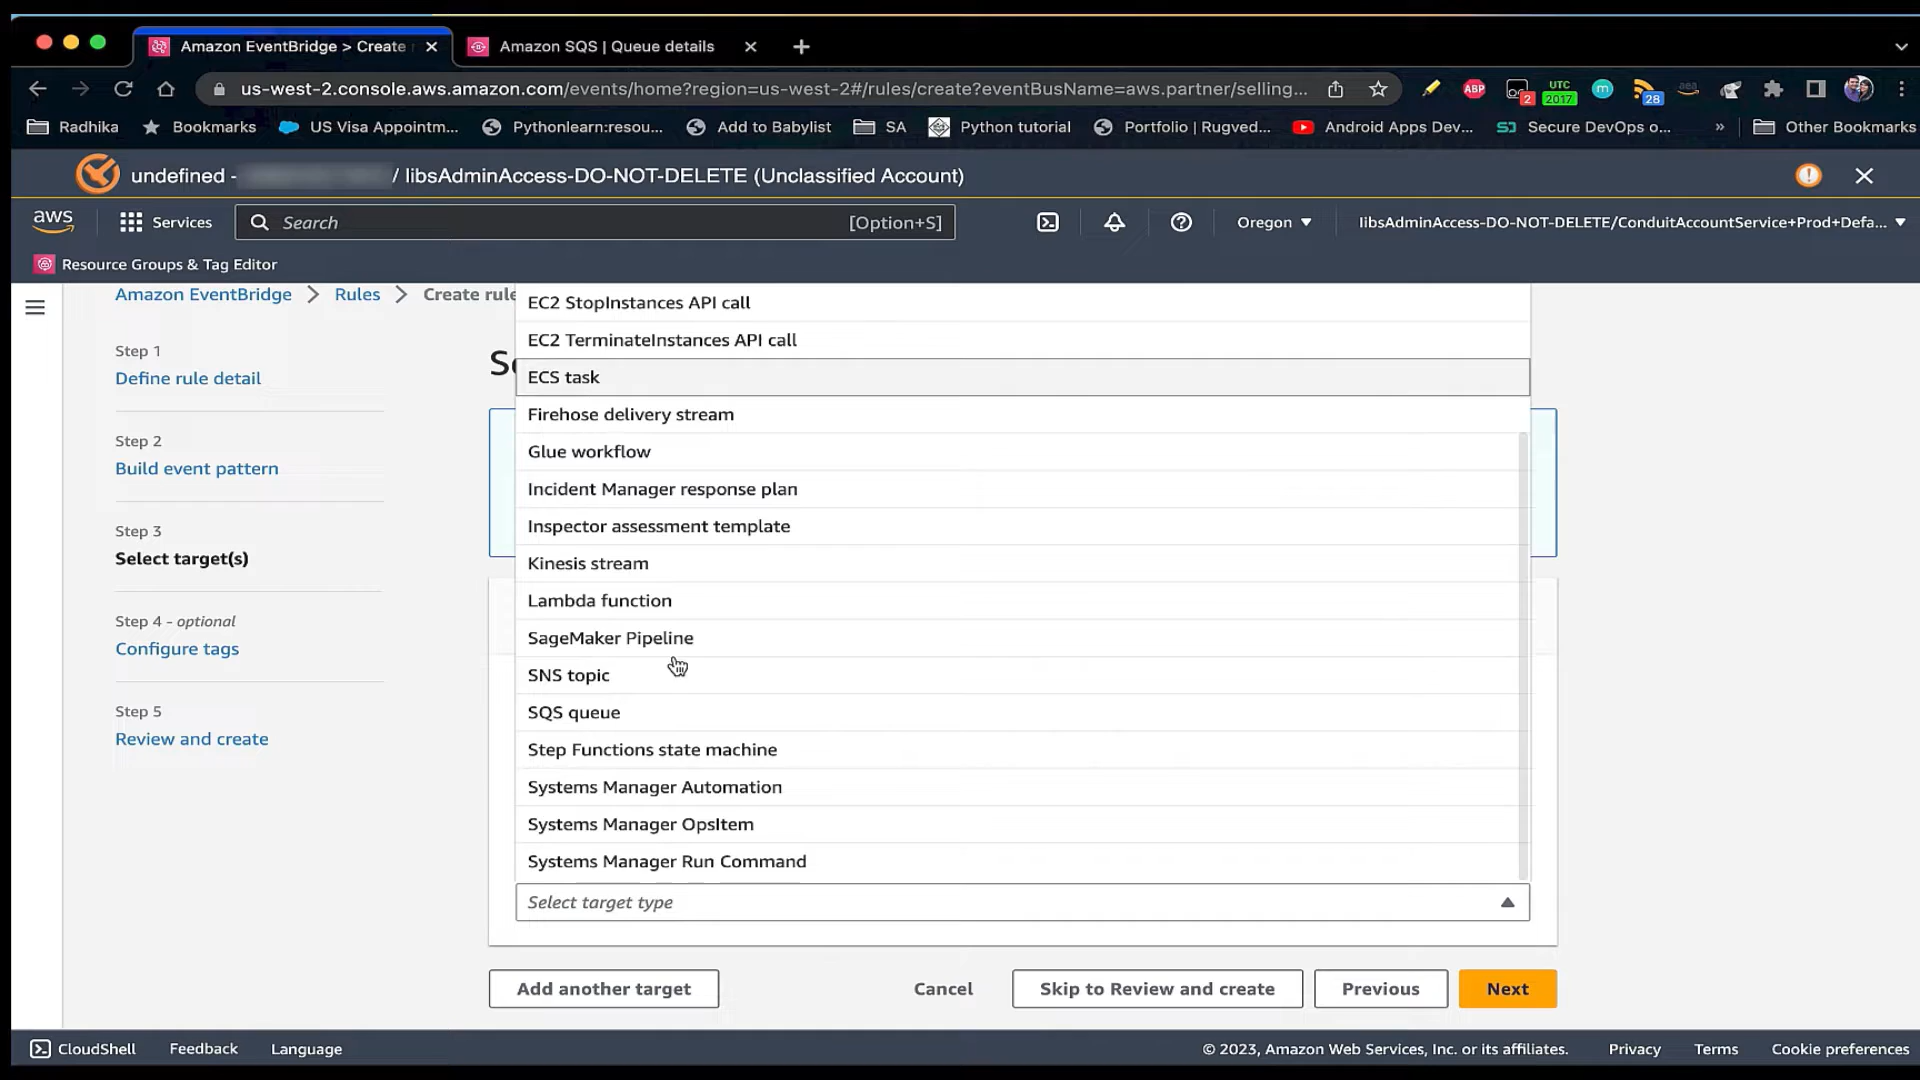 Amazon EventBridge > Create
Amazon SQS | Queue details
us-west-2.console.aws.amazon.com/events/home?region=us-west-2#/rules/create?eventBusName=aws.partner/selling...
ABP
2
UTC
2017
m
28
aea
Radhika
Bookmarks
US Visa Appointm...
Pythonlearn:resou...
Add to Babylist
SA
Python tutorial
Portfolio | Rugved...
Android Apps Dev...
Secure DevOps o...
»
Other Bookmarks
undefined -
/ libsAdminAccess-DO-NOT-DELETE (Unclassified Account)
aws
Services
Search
[Option+S]
Oregon
libsAdminAccess-DO-NOT-DELETE/ConduitAccountService+Prod+Defa...
Resource Groups & Tag Editor
Amazon EventBridge
Rules
Create rule
Step 1
Define rule detail
Step 2
Build event pattern
Step 3
Select target(s)
Step 4 - optional
Configure tags
Step 5
Review and create
EC2 StopInstances API call
EC2 TerminateInstances API call
ECS task
Firehose delivery stream
Glue workflow
Incident Manager response plan
Inspector assessment template
Kinesis stream
Lambda function
SageMaker Pipeline
SNS topic
SQS queue
Step Functions state machine
Systems Manager Automation
Systems Manager OpsItem
Systems Manager Run Command
Select target type
Add another target
Cancel
Skip to Review and create
Previous
Next
CloudShell
Feedback
Language
© 2023, Amazon Web Services, Inc. or its affiliates.
Privacy
Terms
Cookie preferences